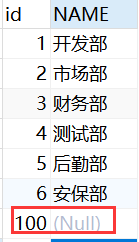 id NAME
1 开发部
2 市场部
3 财务部
4 测试部
5 后勤部
6 安保部
100 (Null)